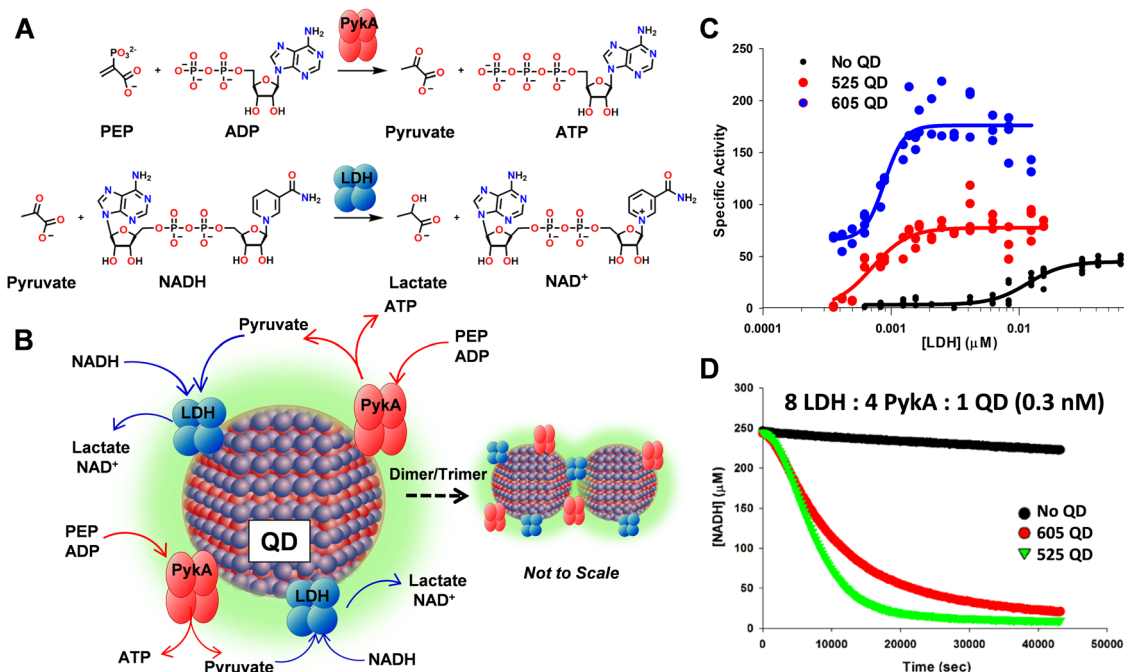 A
PykA
PO₃²⁻
NH₂
PEP
+
ADP
Pyruvate
+
ATP
LDH
NH₂
OH
Pyruvate
NADH
Lactate
+
NAD⁺
B
Pyruvate
ATP
PEP
ADP
NADH
LDH
PykA
Lactate
NAD⁺
Dimer/Trimer
PEP
ADP
QD
PykA
LDH
Lactate
NAD⁺
Not to Scale
ATP
Pyruvate
NADH
C
No QD
525 QD
605 QD
Specific Activity
250
200
150
100
50
0
0.0001
0.001
0.01
[LDH] (μM)
D
8 LDH : 4 PykA : 1 QD (0.3 nM)
[NADH] (μM)
300
250
200
150
100
50
0
No QD
605 QD
525 QD
0
10000
20000
30000
40000
50000
Time (sec)